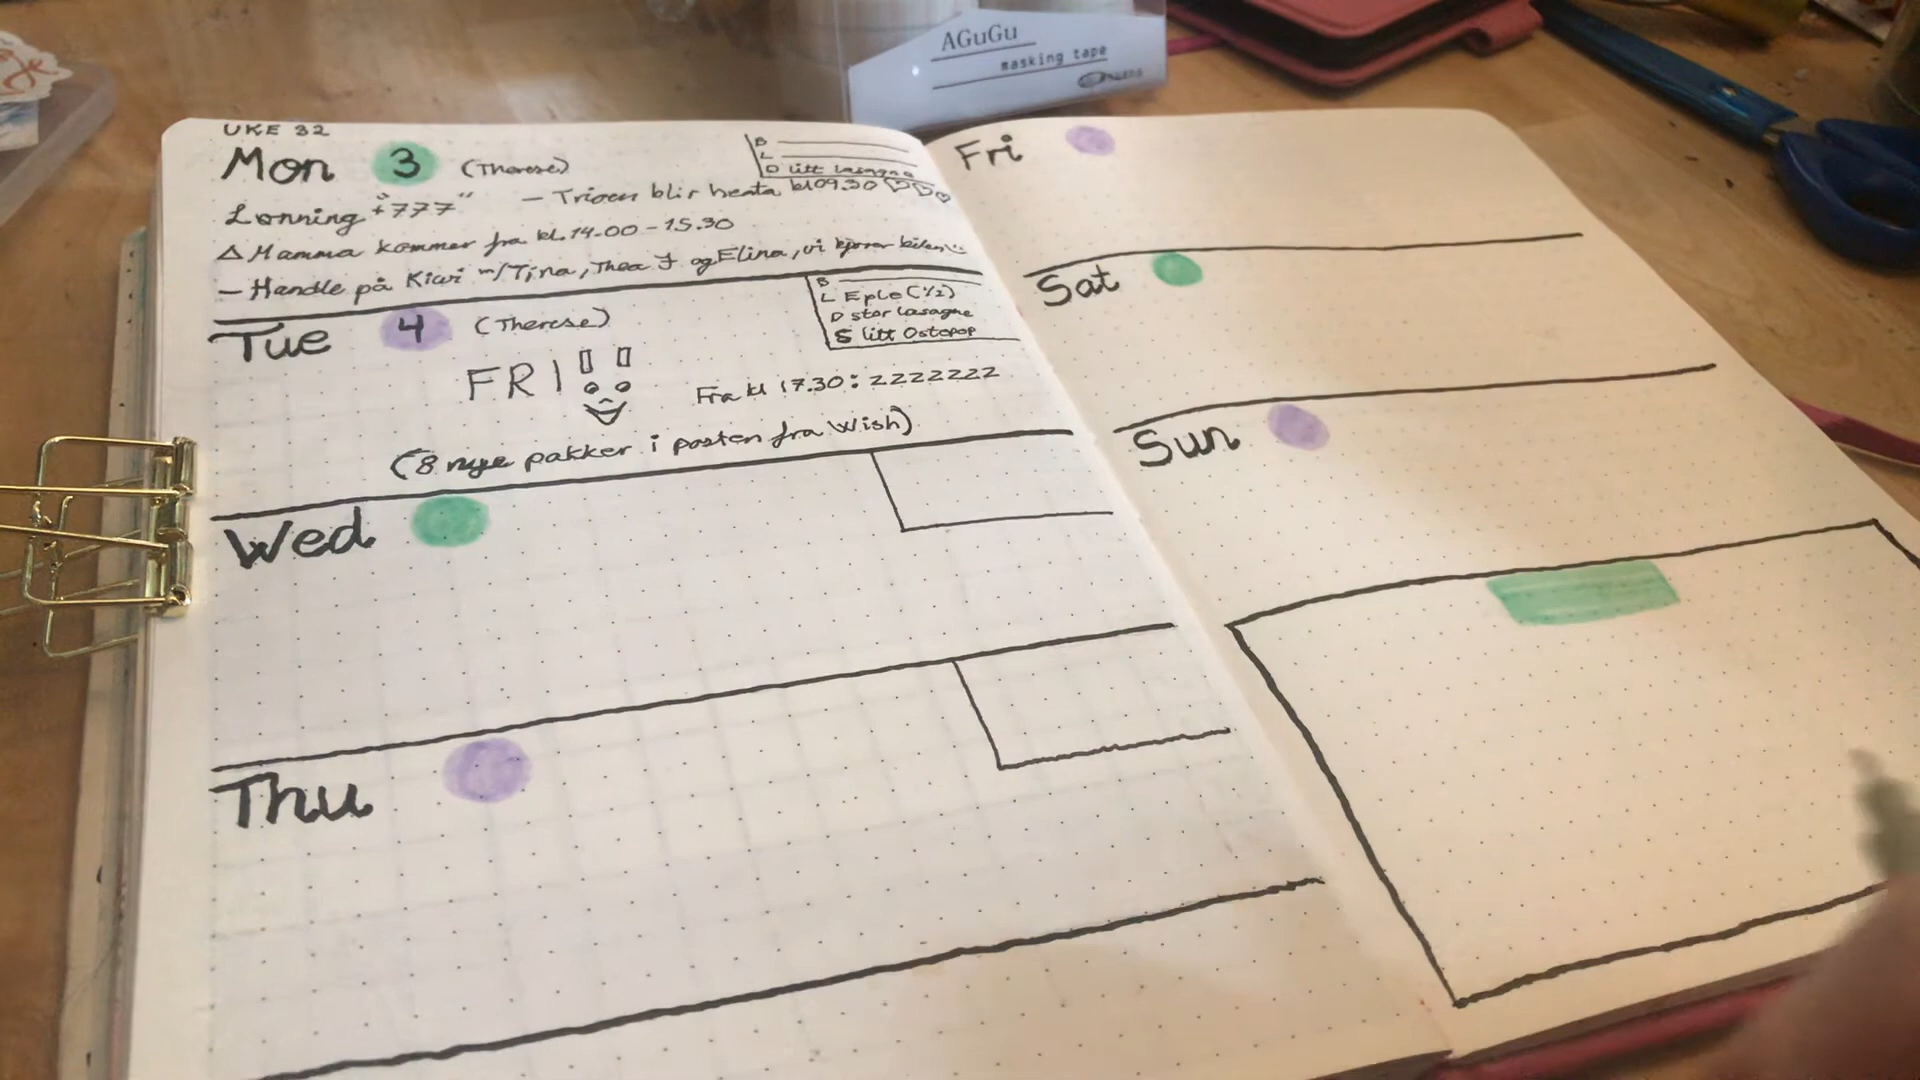 AGuGu
masking tape
UKE 32
Mon 3 (Therese)
B
L
D litt lasagne
Lønning "+777" - Trioen blir henta kl 09.30
Δ Mamma kommer fra kl. 14.00 - 15.30
- Handle på Kiwi m/Tina, Thea F og Elina, vi kjører bilen
Tue 4 (Therese)
B
L Eple (1/2)
D stor lasagne
S litt Ostepop
FRI!!
Fra kl 17.30: ZZZZZZZ
(8 nye pakker i posten fra Wish)
Wed
Thu
Fri
Sat
Sun